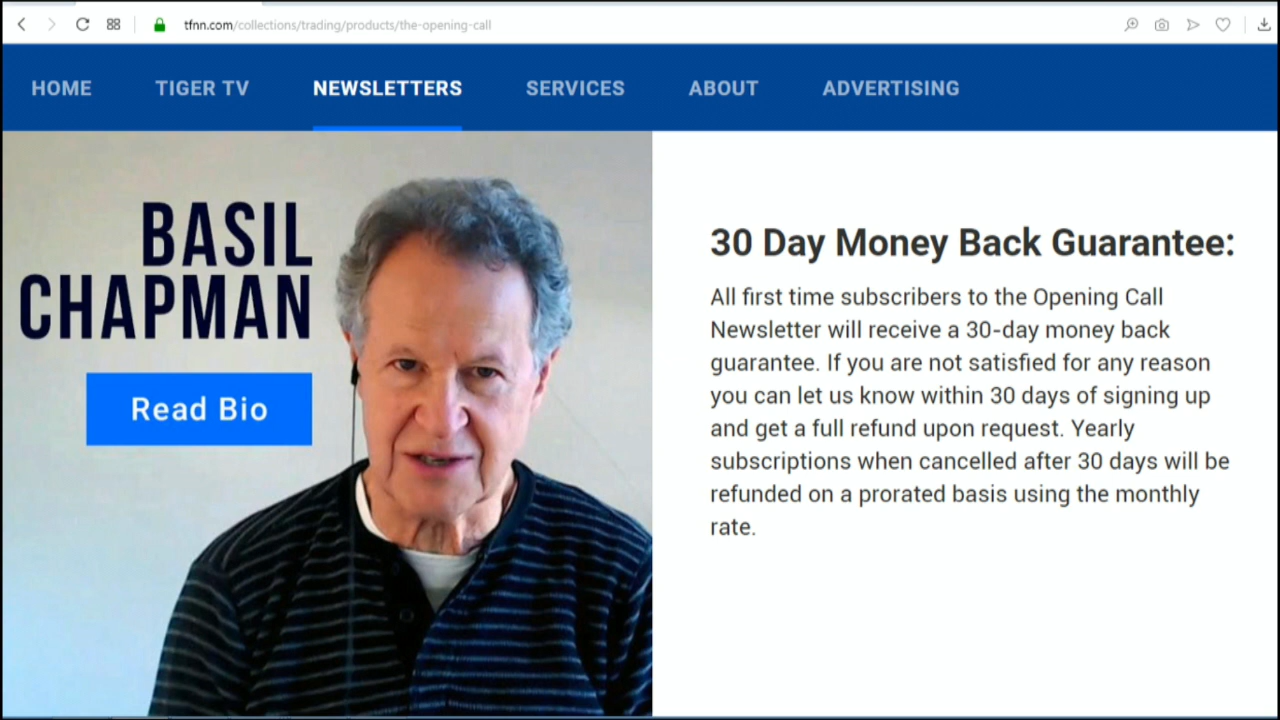 tfnn.com/collections/trading/products/the-opening-call
HOME TIGER TV NEWSLETTERS SERVICES ABOUT ADVERTISING
BASIL
CHAPMAN
Read Bio
30 Day Money Back Guarantee:
All first time subscribers to the Opening Call
Newsletter will receive a 30-day money back
guarantee. If you are not satisfied for any reason
you can let us know within 30 days of signing up
and get a full refund upon request. Yearly
subscriptions when cancelled after 30 days will be
refunded on a prorated basis using the monthly
rate.